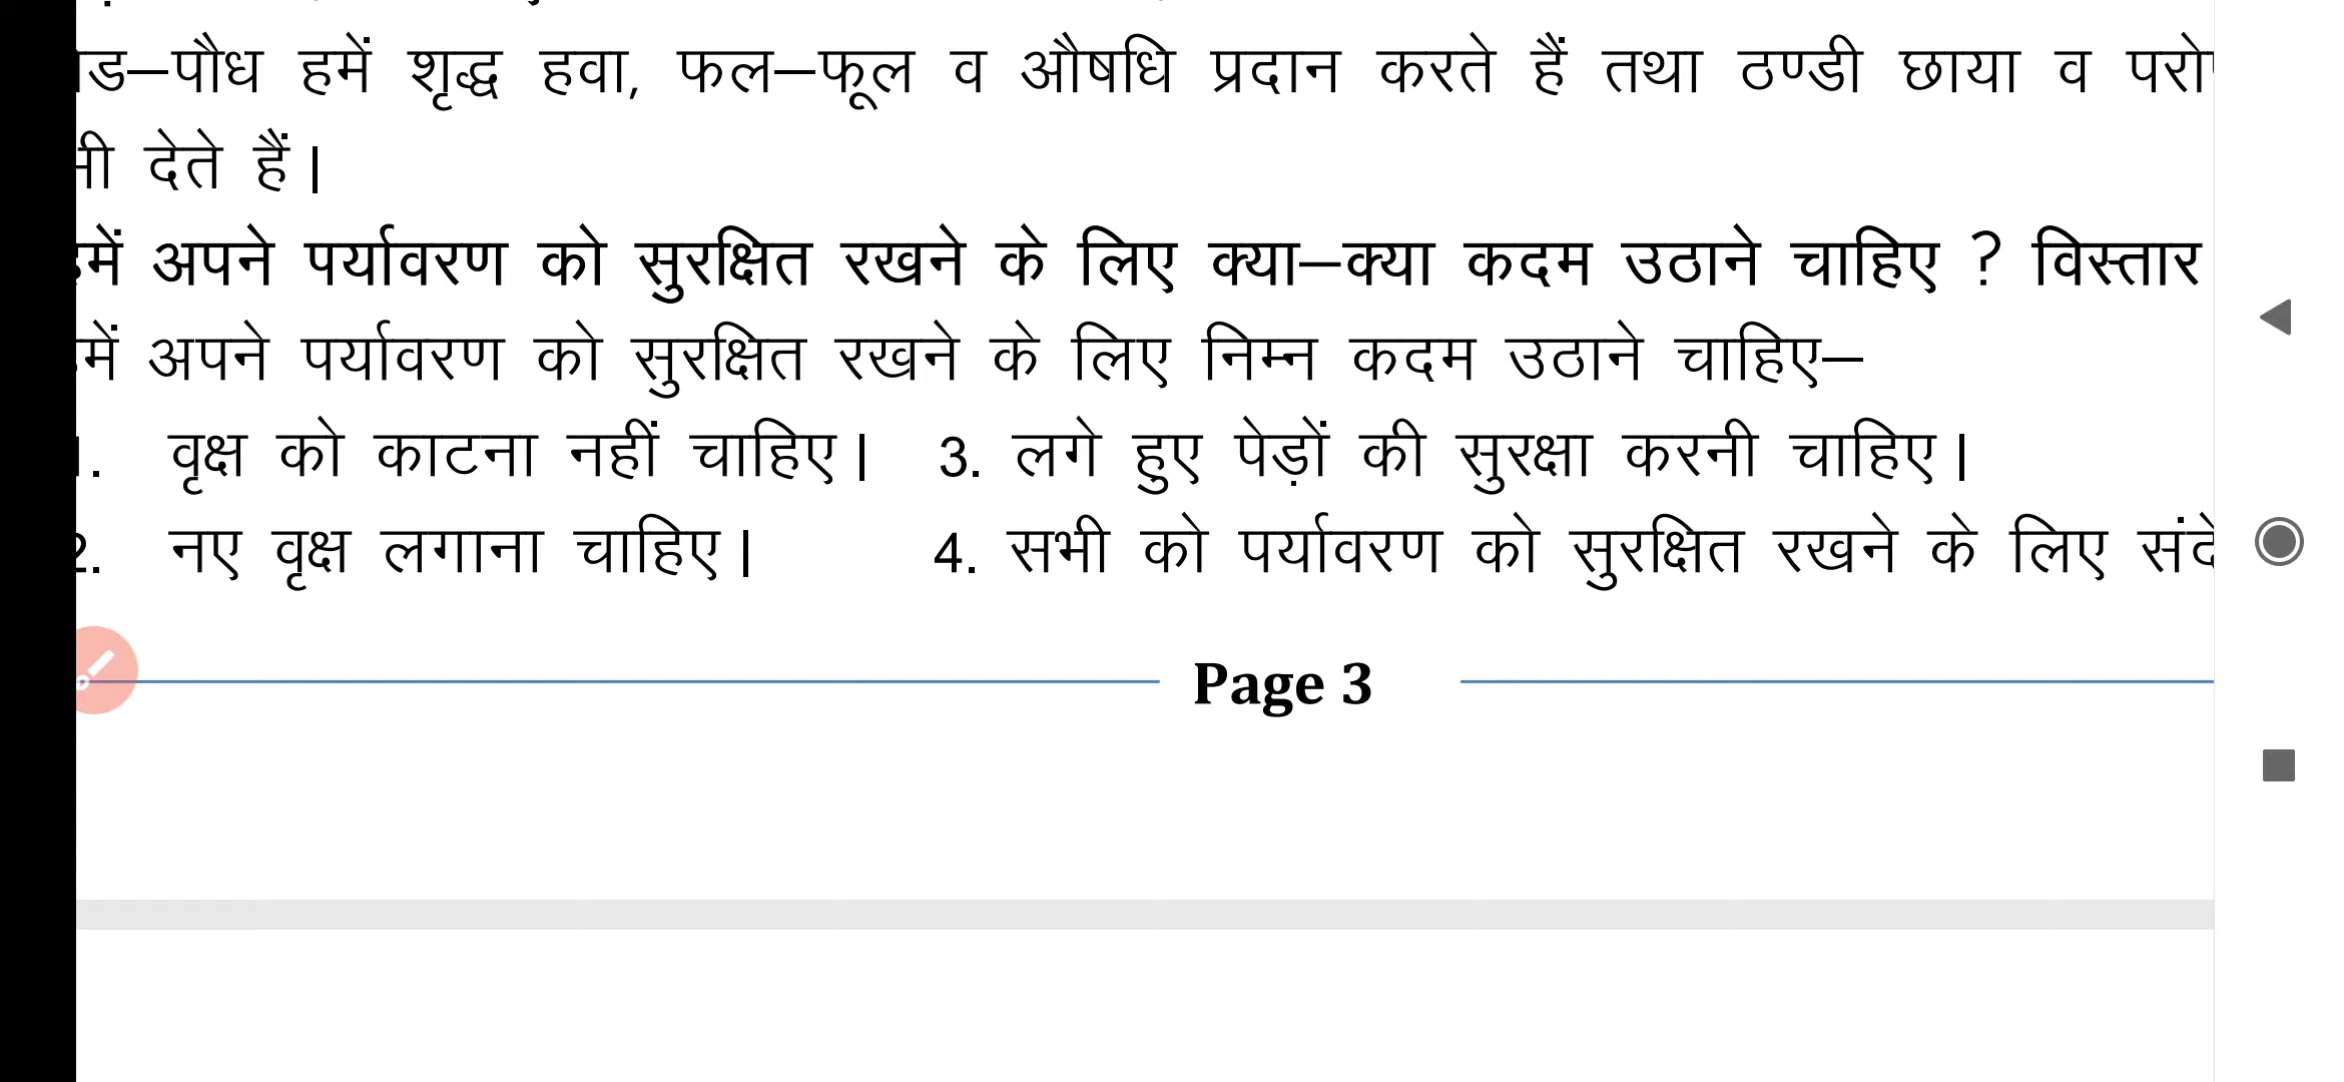 पौध हमें शृद्ध हवा, फल–फूल व औषधि प्रदान करते हैं तथा ठण्डी छाया व
देते हैं।
अपने पर्यावरण को सुरक्षित रखने के लिए क्या–क्या कदम उठाने चाहिए ? विस्तार
अपने पर्यावरण को सुरक्षित रखने के लिए निम्न कदम उठाने चाहिए–
1. वृक्ष को काटना नहीं चाहिए। 3. लगे हुए पेड़ों की सुरक्षा करनी चाहिए।
2. नए वृक्ष लगाना चाहिए। 4. सभी को पर्यावरण को सुरक्षित रखने के लिए
Page 3